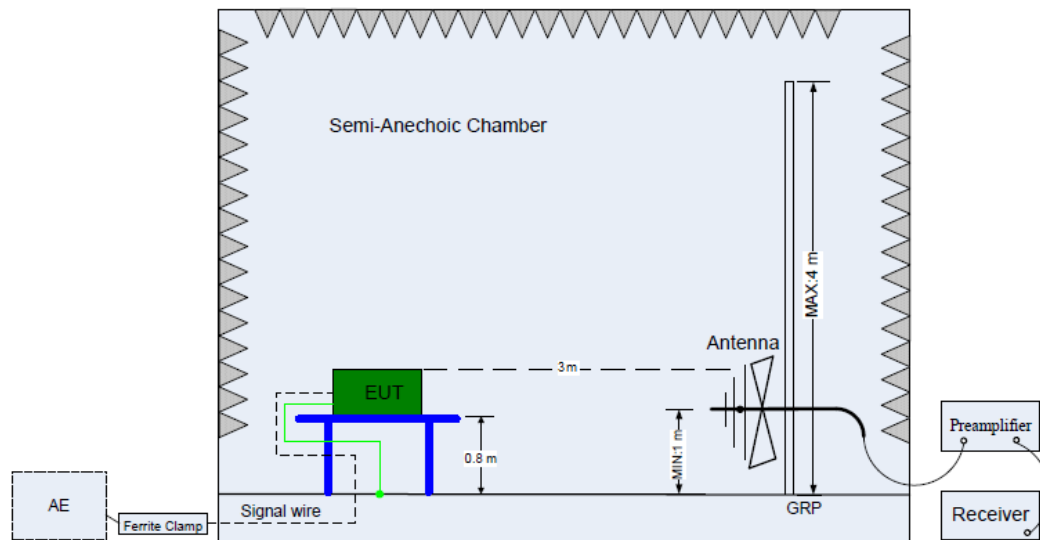 Semi-Anechoic Chamber
MAX:4 m
Antenna
3 m
EUT
MIN:1 m
0.8 m
Preamplifier
AE
Ferrite Clamp
Signal wire
GRP
Receiver